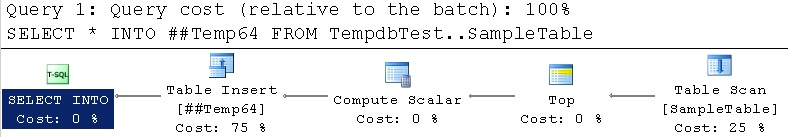 Query 1: Query cost (relative to the batch): 100%
SELECT * INTO ##Temp64 FROM TempdbTest..SampleTable
T-SQL
SELECT INTO
Cost: 0 %
Table Insert
[##Temp64]
Cost: 75 %
Compute Scalar
Cost: 0 %
Top
Cost: 0 %
Table Scan
[SampleTable]
Cost: 25 %